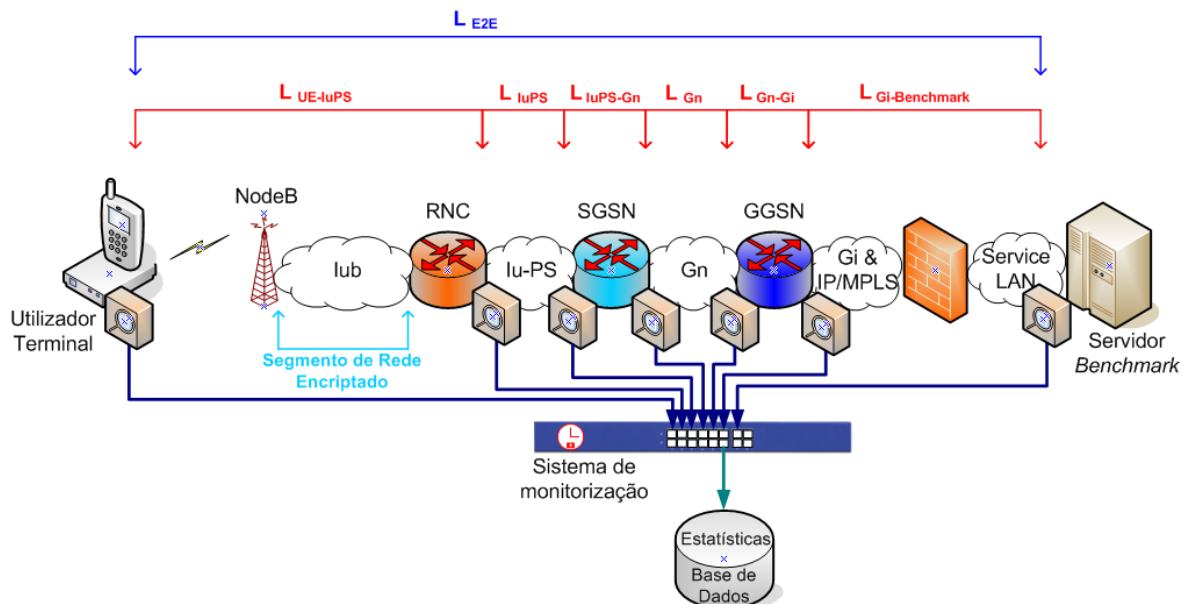 L E2E
L UE-IuPS
L IuPS
L IuPS-Gn
L Gn
L Gn-Gi
L Gi-Benchmark
NodeB
RNC
SGSN
GGSN
Iub
Iu-PS
Gn
Gi &
IP/MPLS
Service
LAN
Utilizador
Terminal
Segmento de Rede
Encriptado
Servidor
Benchmark
Sistema de
monitorização
Estatísticas
Base de
Dados